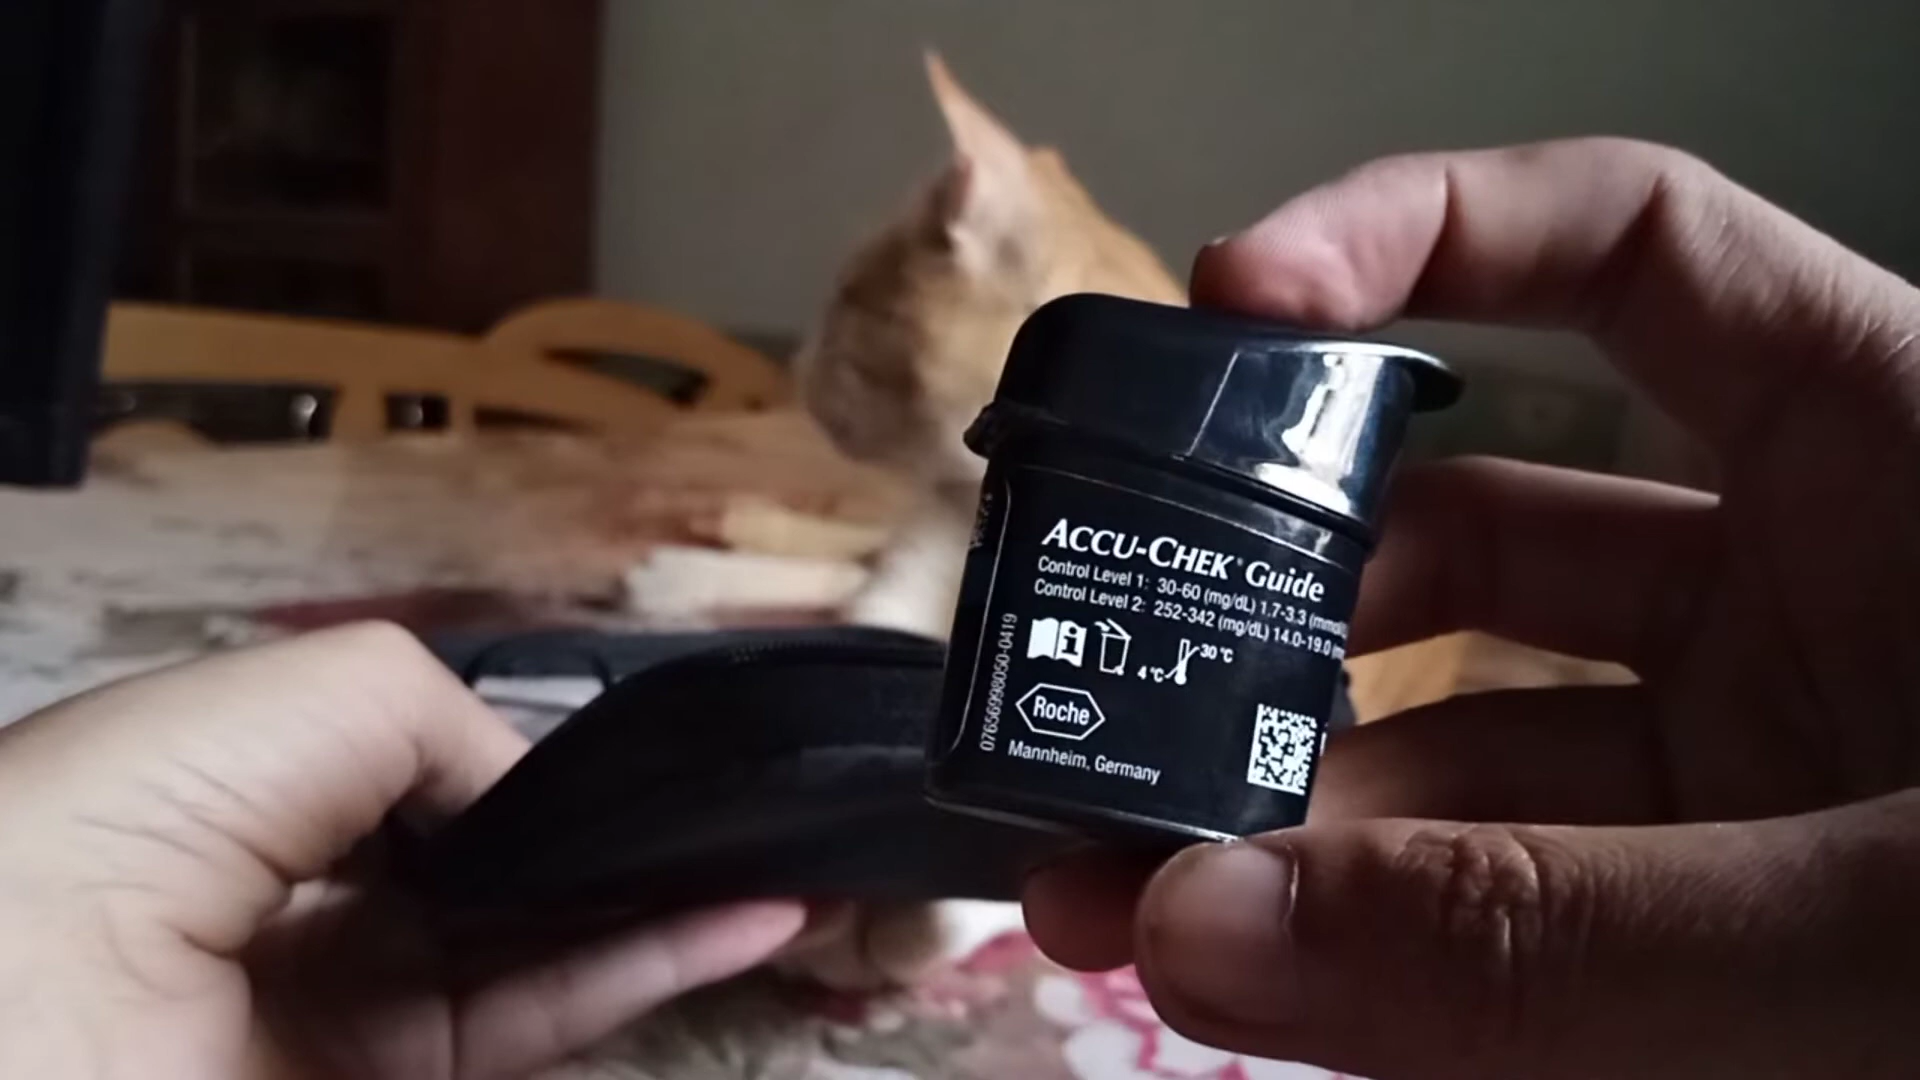 ACCU-CHEK® Guide
Control Level 1: 30-60 (mg/dL) 1.7-3.3
Control Level 2: 252-342 (mg/dL) 14.0-19.0
30 °C
4 °C
Roche
Mannheim, Germany
07656998050-0419